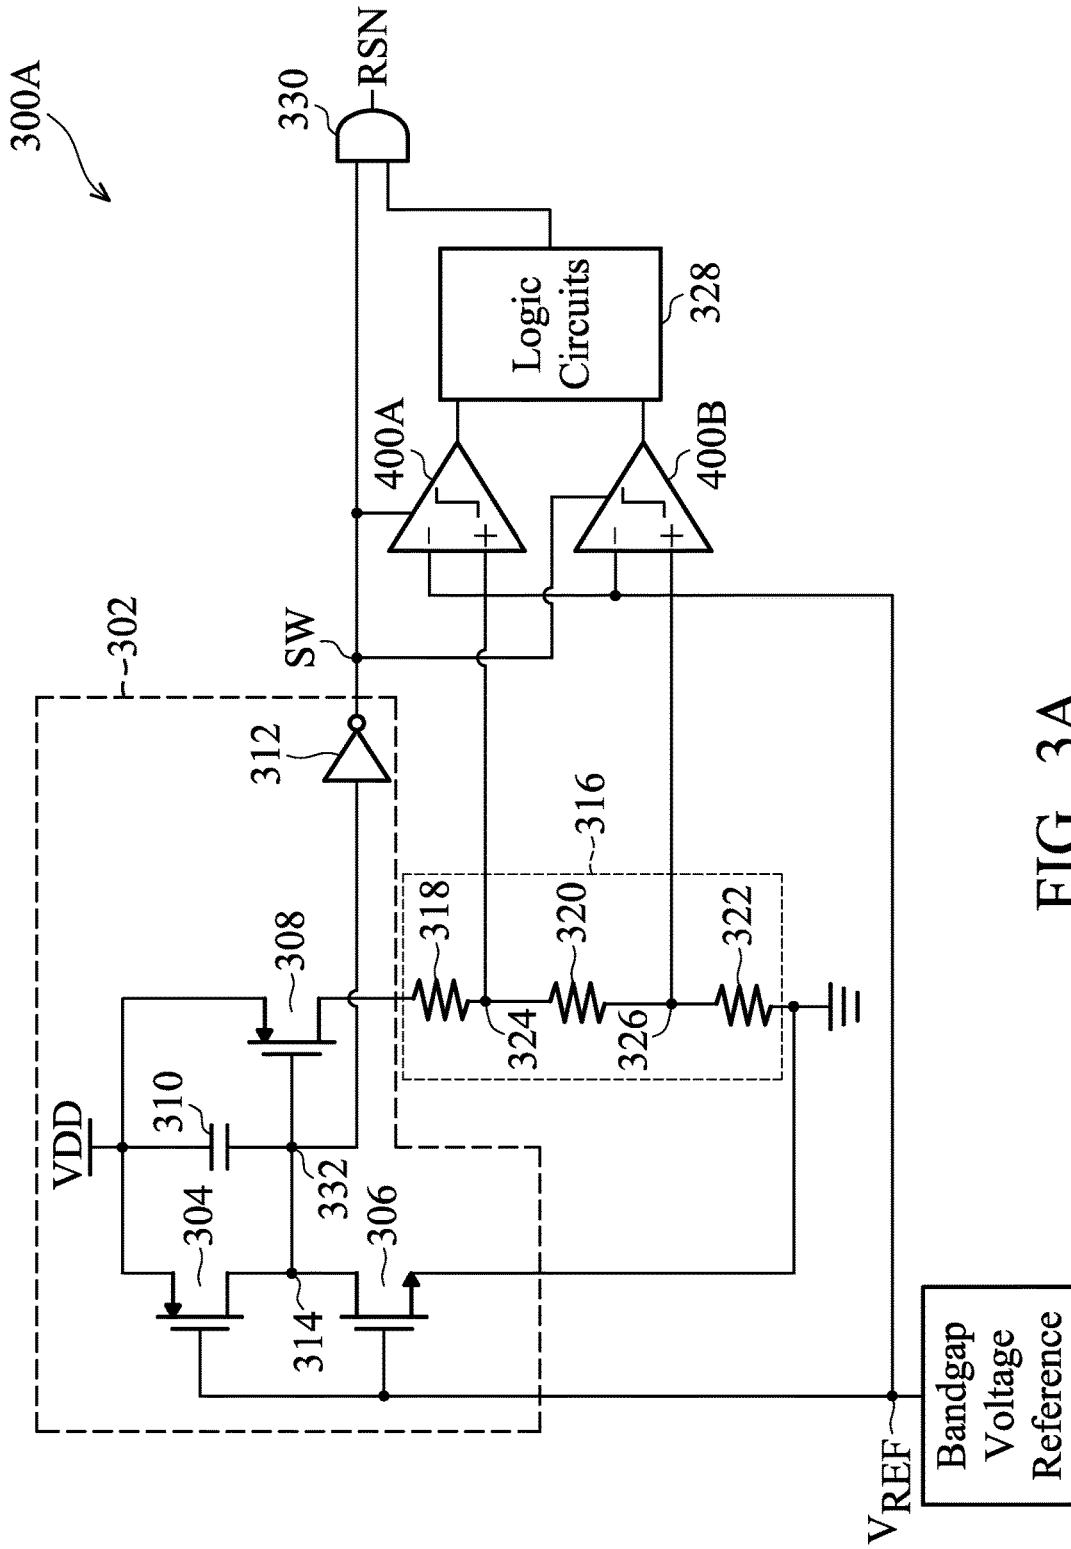 300A
302
VDD
304
310
308
312
SW
330
RSN
314
332
306
316
318
324
320
326
322
400A
−
+
400B
−
+
Logic
Circuits
328
VREF
Bandgap
Voltage
Reference
FIG. 3A